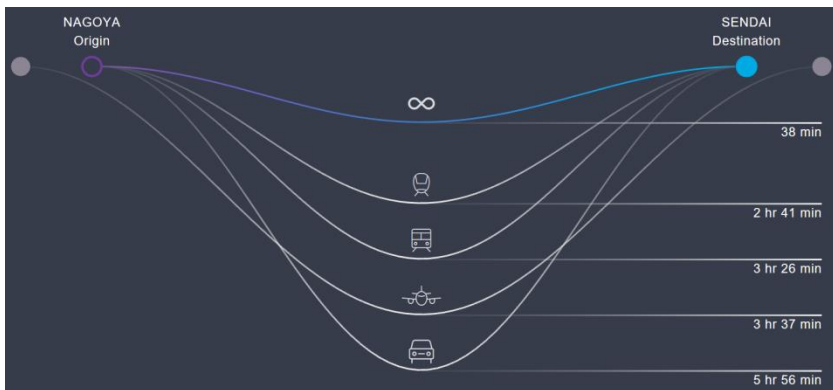 NAGOYA
Origin
SENDAI
Destination
38 min
2 hr 41 min
3 hr 26 min
3 hr 37 min
5 hr 56 min